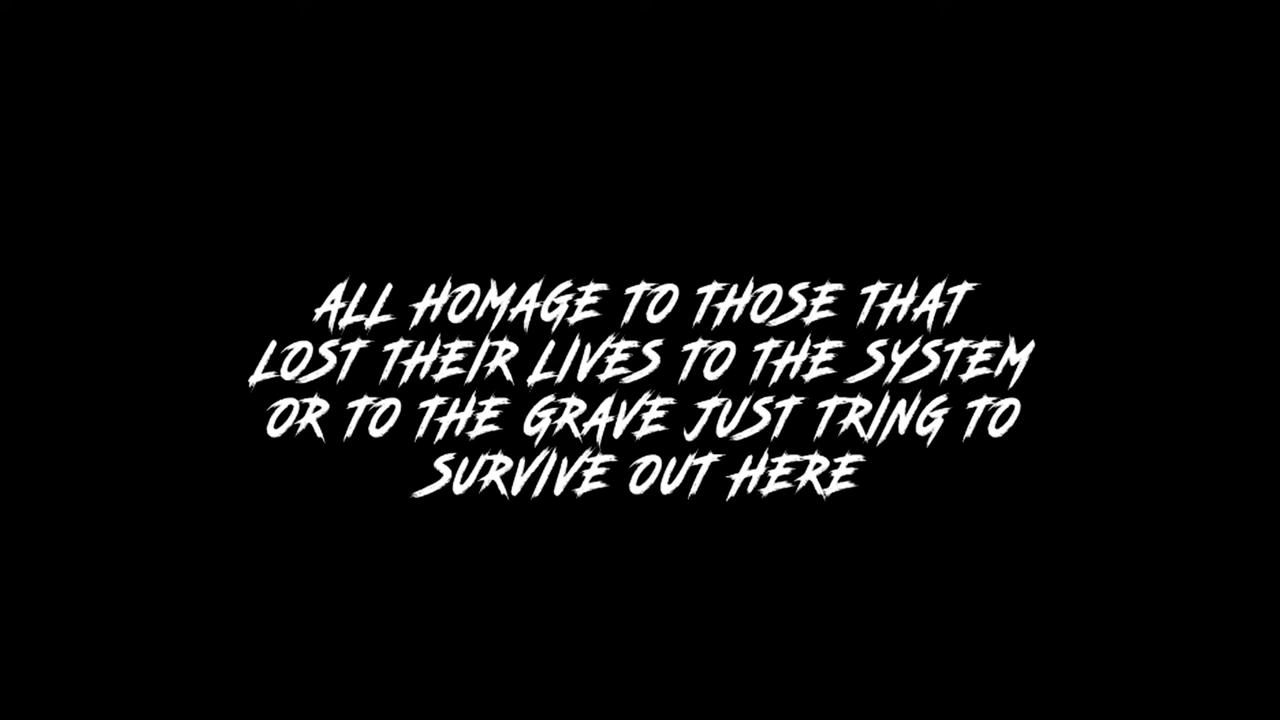 ALL HOMAGE TO THOSE THAT
LOST THEIR LIVES TO THE SYSTEM
OR TO THE GRAVE JUST TRING TO
SURVIVE OUT HERE